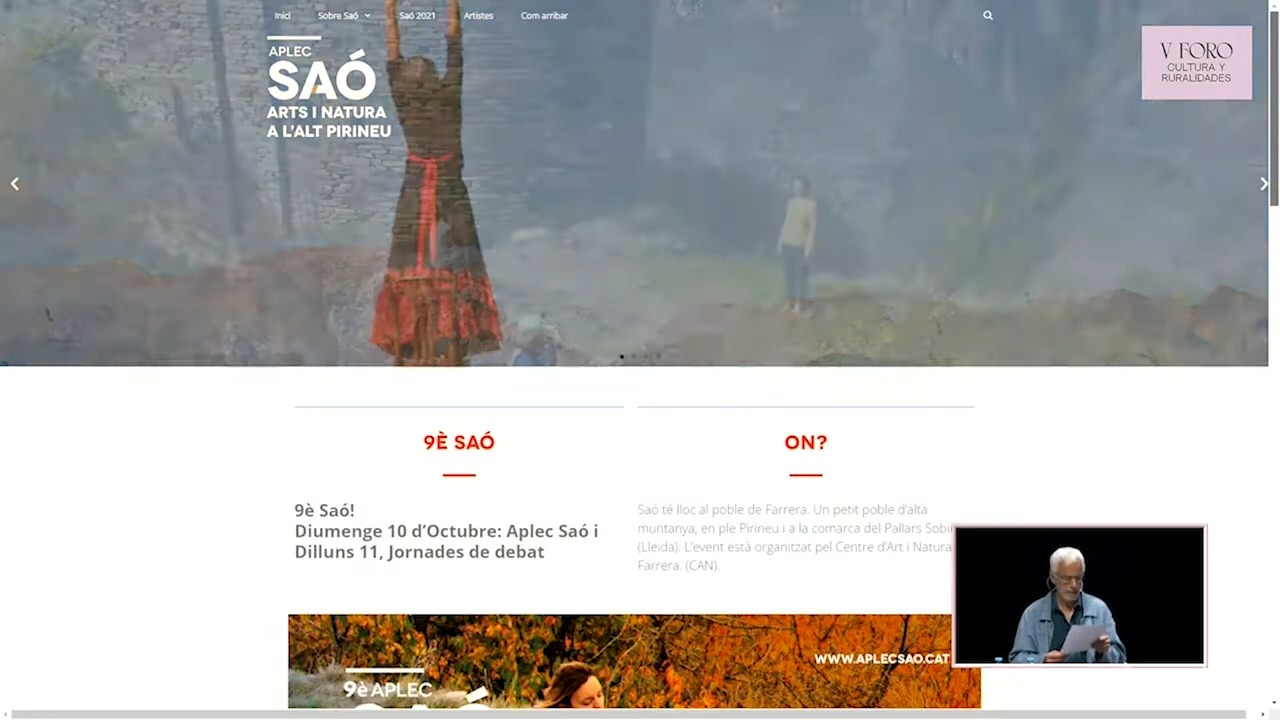 Inici
Sobre Saó
Saó 2021
Artistes
Com arribar
APLEC
SAÓ
ARTS I NATURA
A L'ALT PIRINEU
V FORO
CULTURA Y
RURALIDADES
9È SAÓ
9è Saó!
Diumenge 10 d'Octubre: Aplec Saó i
Dilluns 11, Jornades de debat
ON?
Saó té lloc al poble de Farrera. Un petit poble d'alta
muntanya, en ple Pirineu i a la comarca del Pallars
(Lleida). L'event està organitzat pel Centre d'Art i Natura
Farrera. (CAN).
WWW.APLECSAO.CAT
9è APLEC